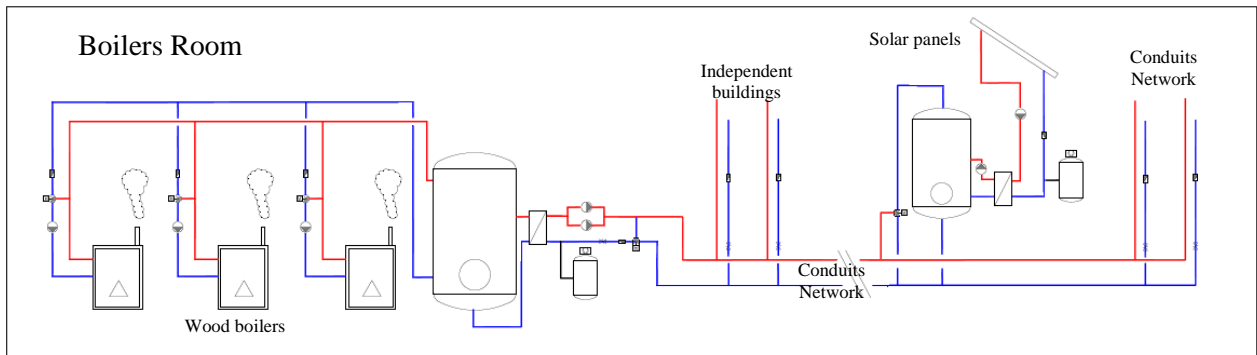 Boilers Room
Solar panels
Conduits
Network
Independent
buildings
Conduits
Network
Wood boilers